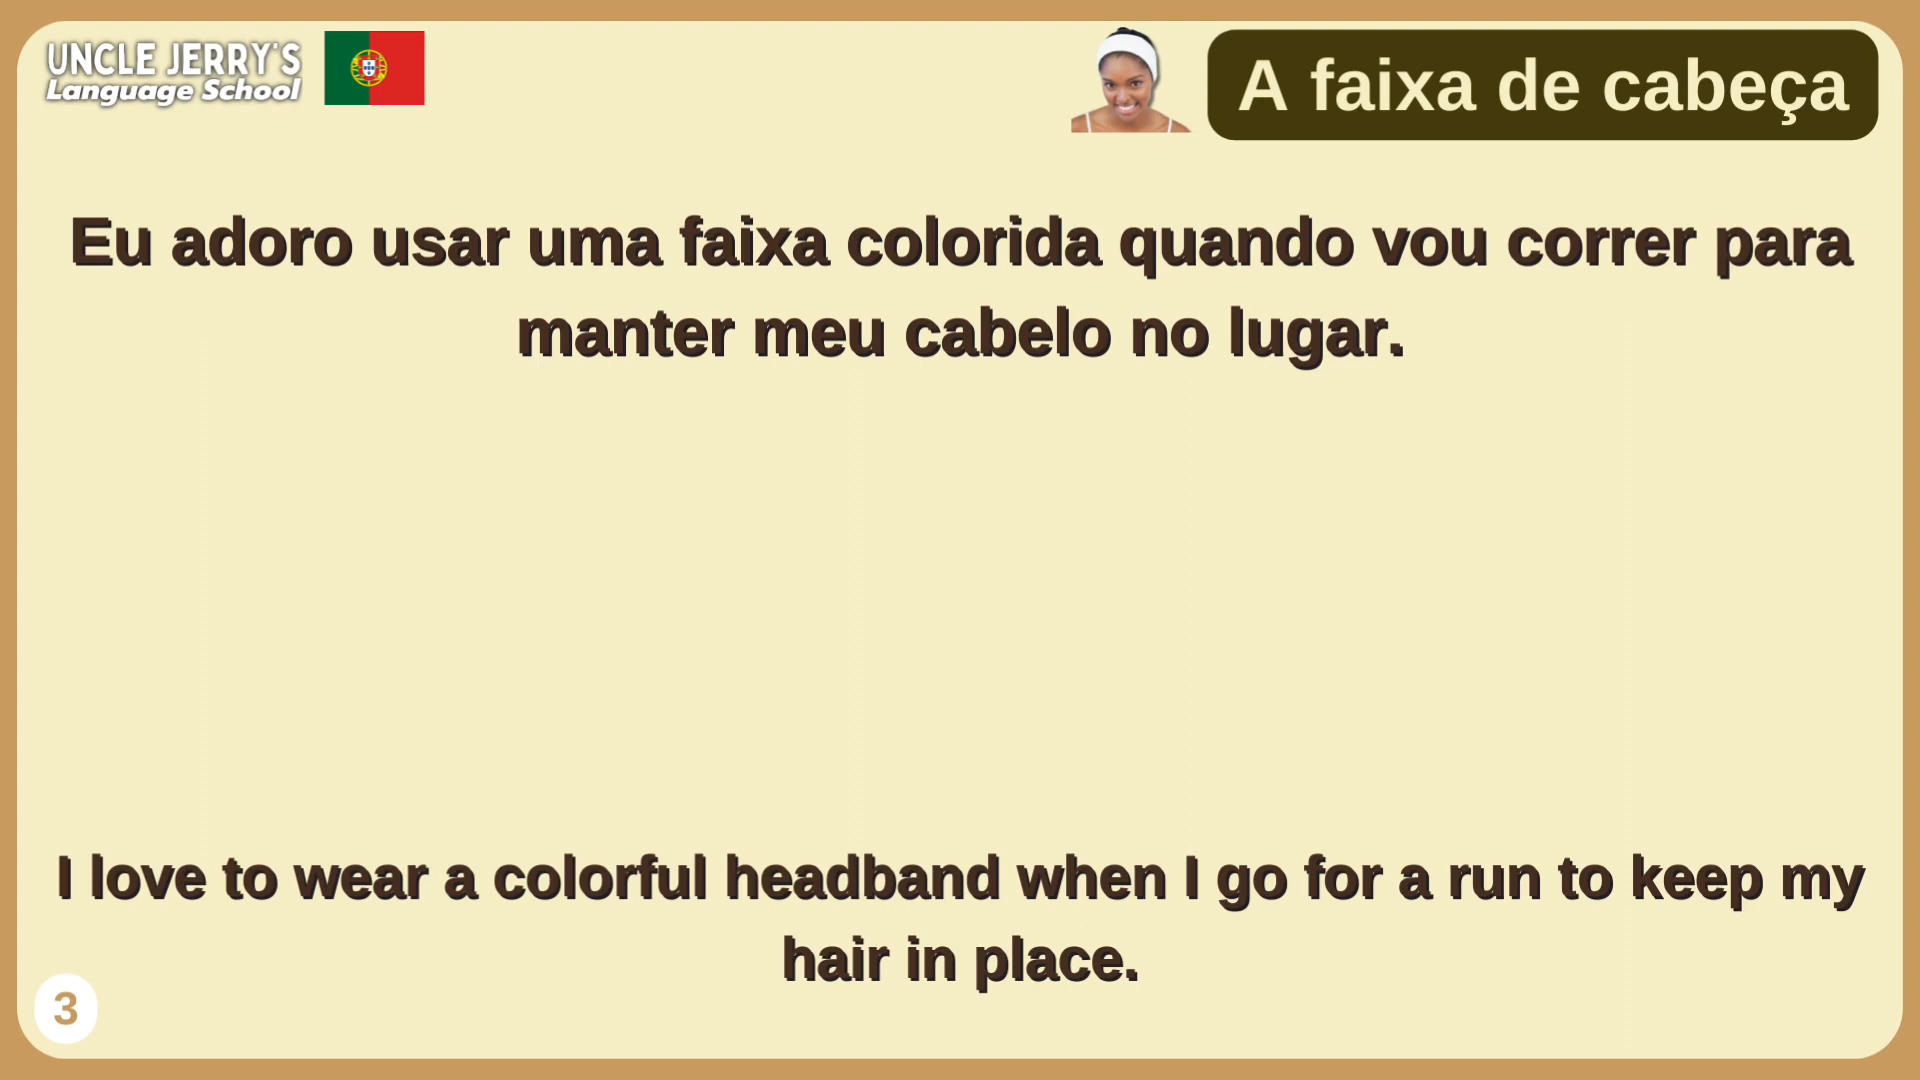 UNCLE JERRY'S
Language School
A faixa de cabeça
Eu adoro usar uma faixa colorida quando vou correr para
manter meu cabelo no lugar.
I love to wear a colorful headband when I go for a run to keep my
hair in place.
3